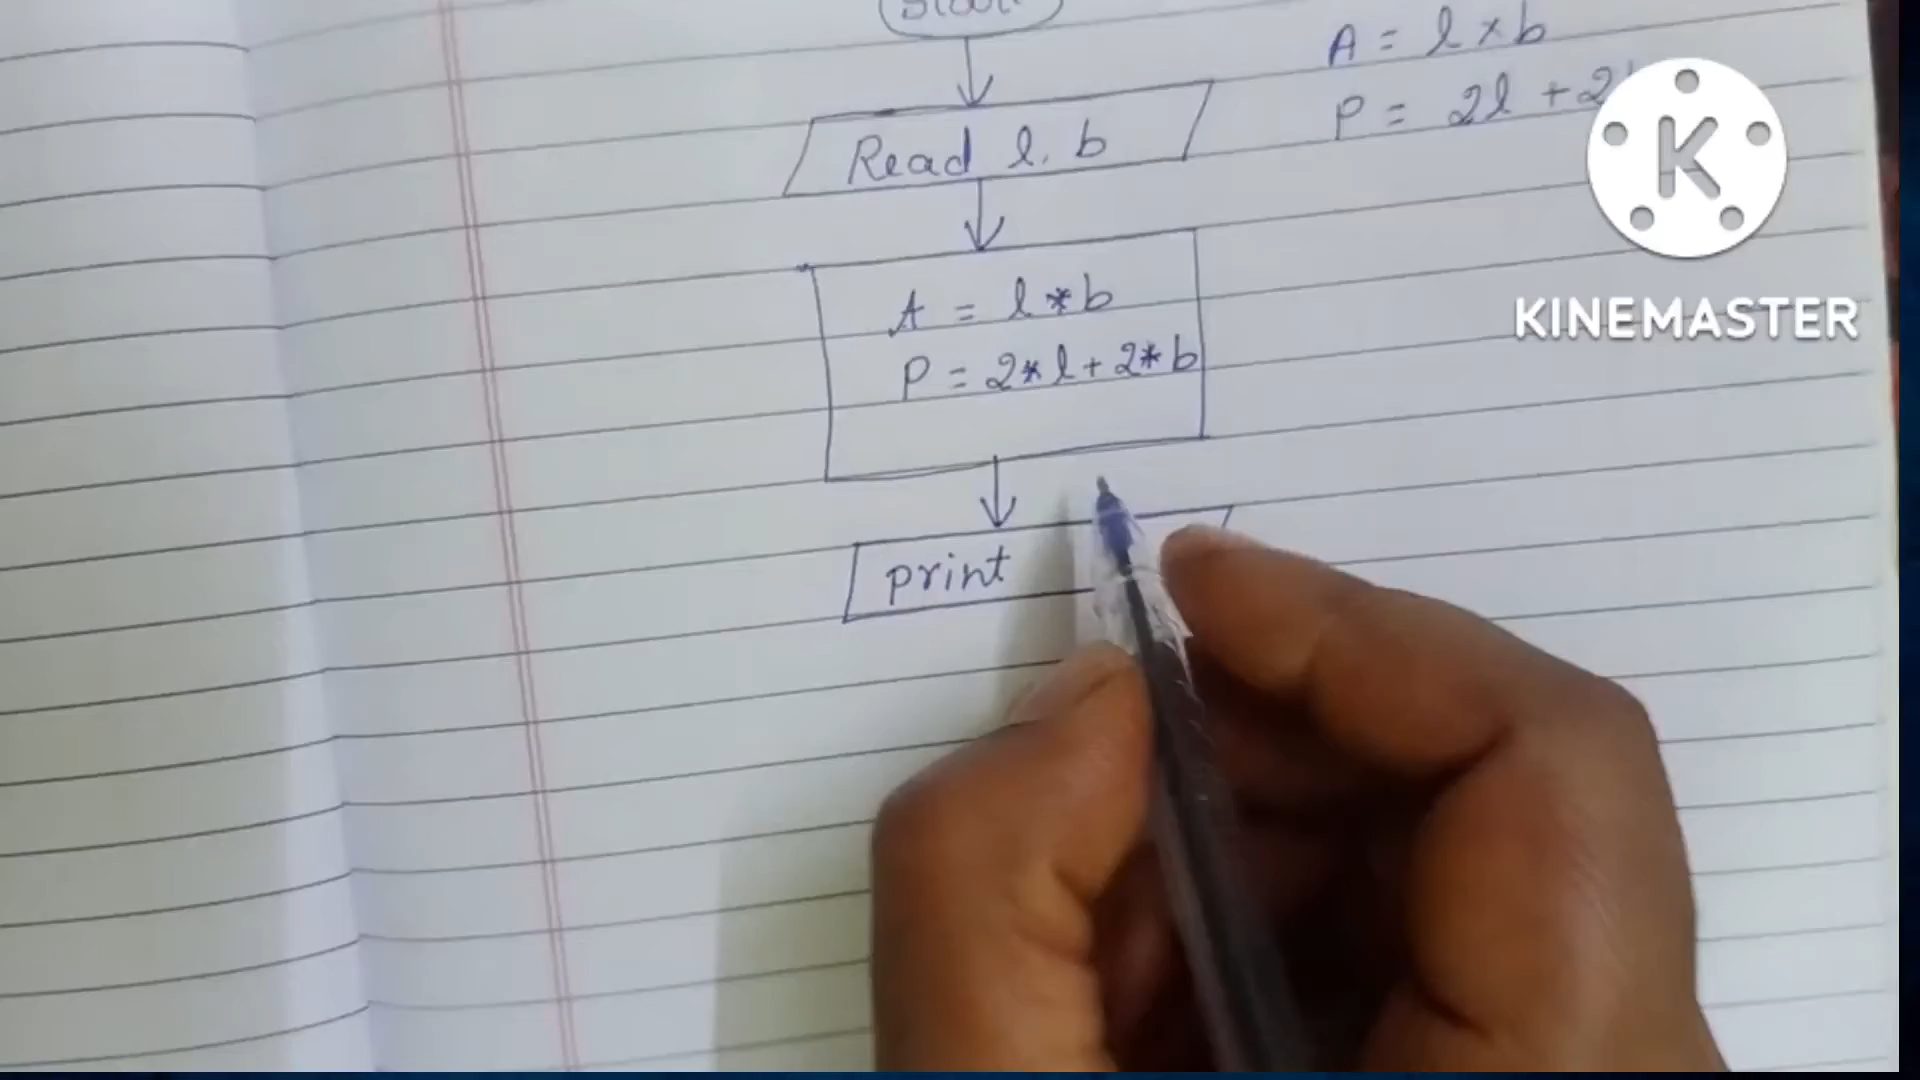 A = l × b
P = 2l + 2
Read l, b
A = l * b
P = 2* l + 2* b
print
KINEMASTER